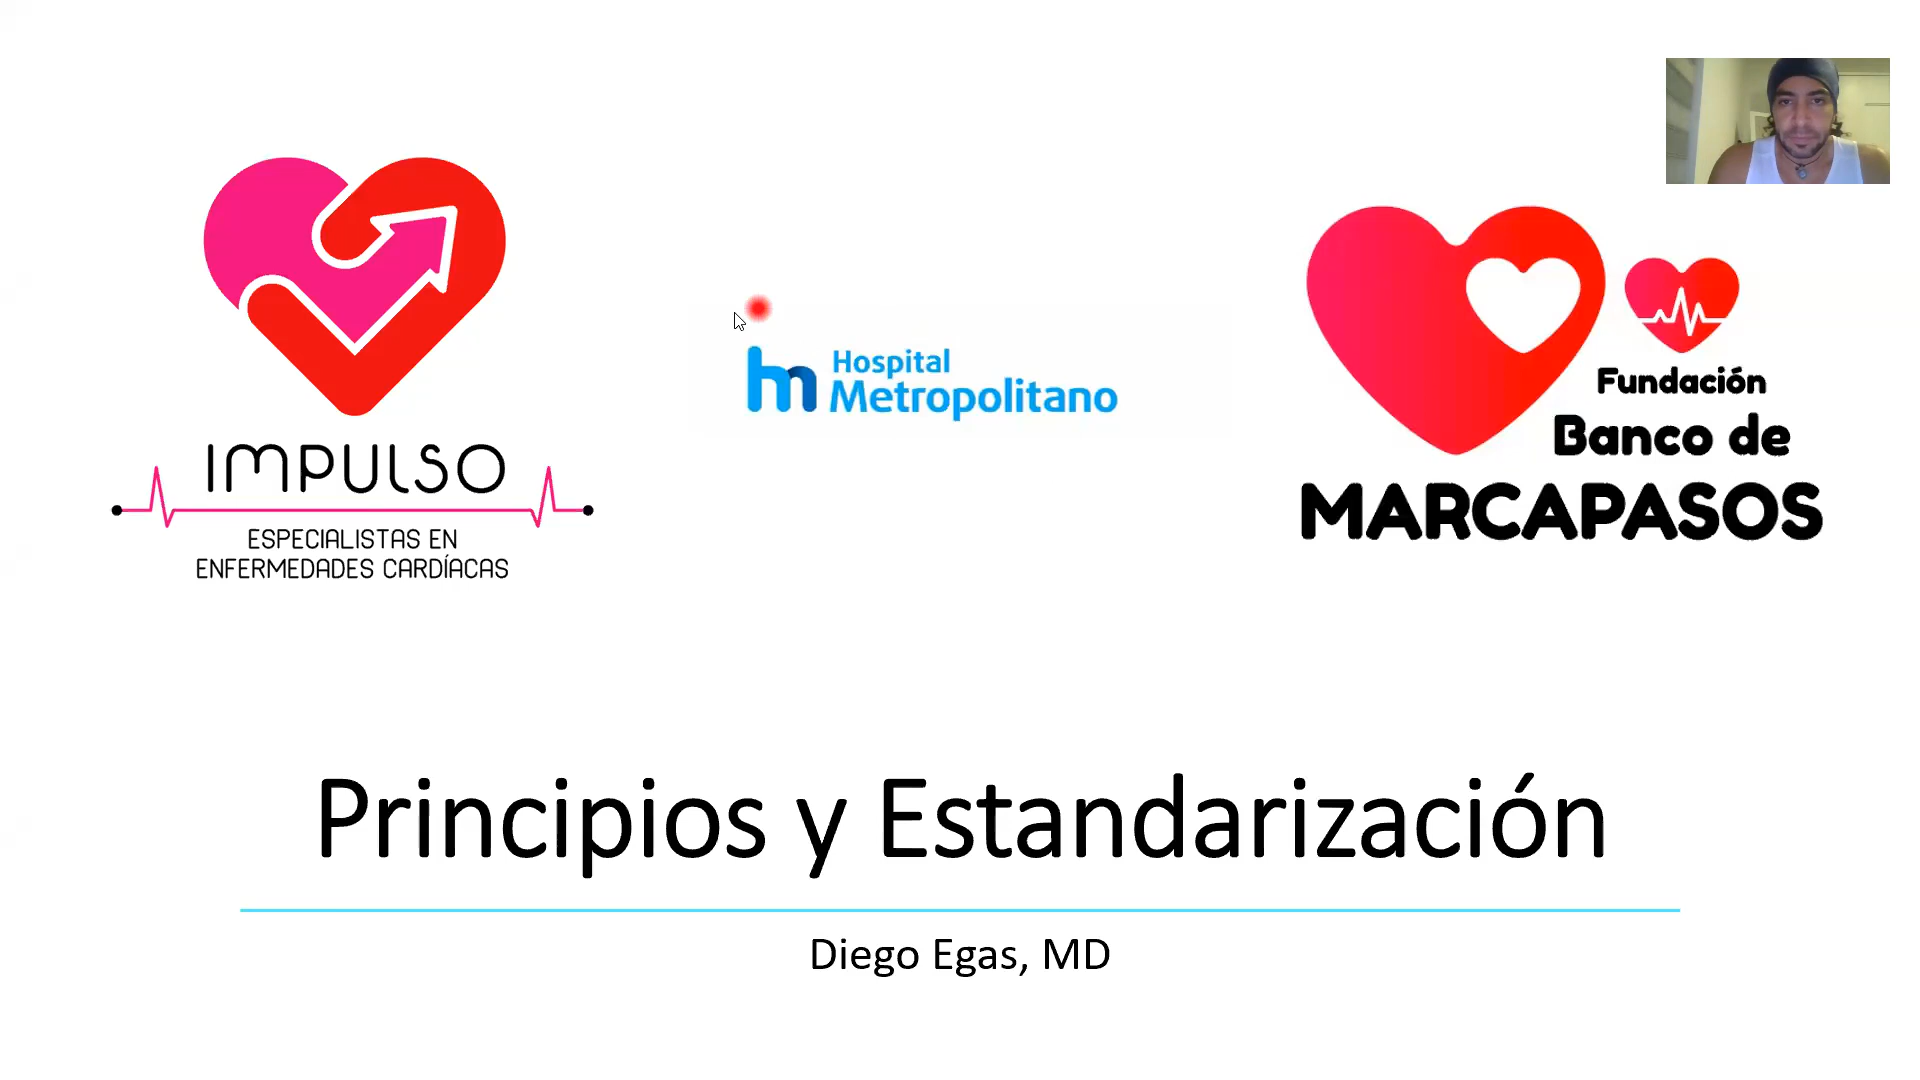 IMPULSO
ESPECIALISTAS EN
ENFERMEDADES CARDÍACAS
Hospital
Metropolitano
Fundación
Banco de
MARCAPASOS
Principios y Estandarización
Diego Egas, MD